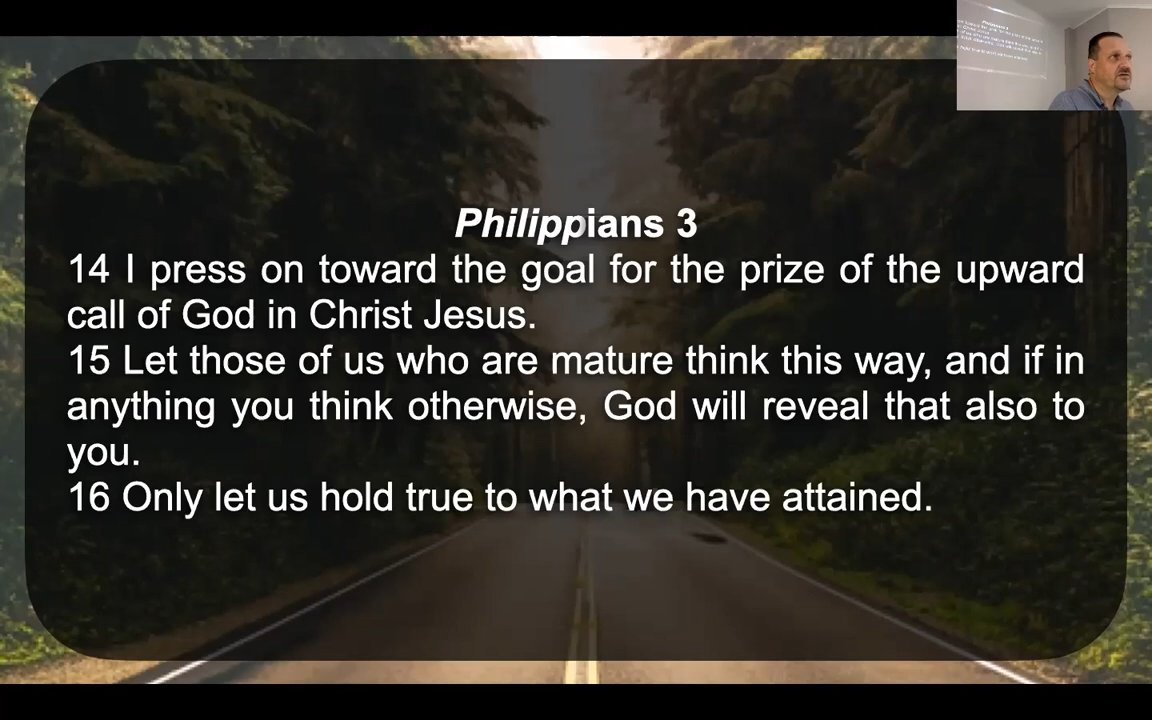 Philippians 3
14 I press on toward the goal for the prize of the upward
call of God in Christ Jesus.
15 Let those of us who are mature think this way, and if in
anything you think otherwise, God will reveal that also to
you.
16 Only let us hold true to what we have attained.